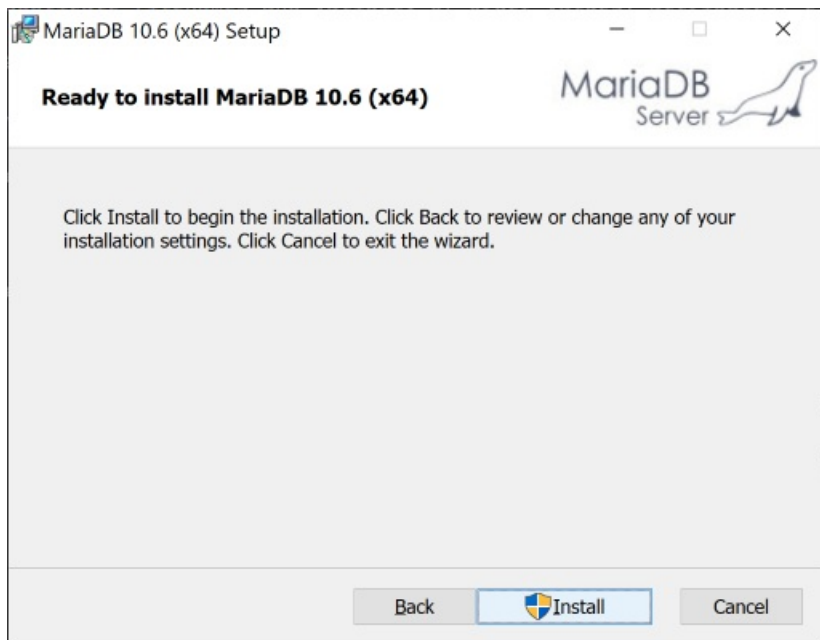 MariaDB 10.6 (x64) Setup
Ready to install MariaDB 10.6 (x64)
MariaDB
Server
Click Install to begin the installation. Click Back to review or change any of your
installation settings. Click Cancel to exit the wizard.
Back
Install
Cancel